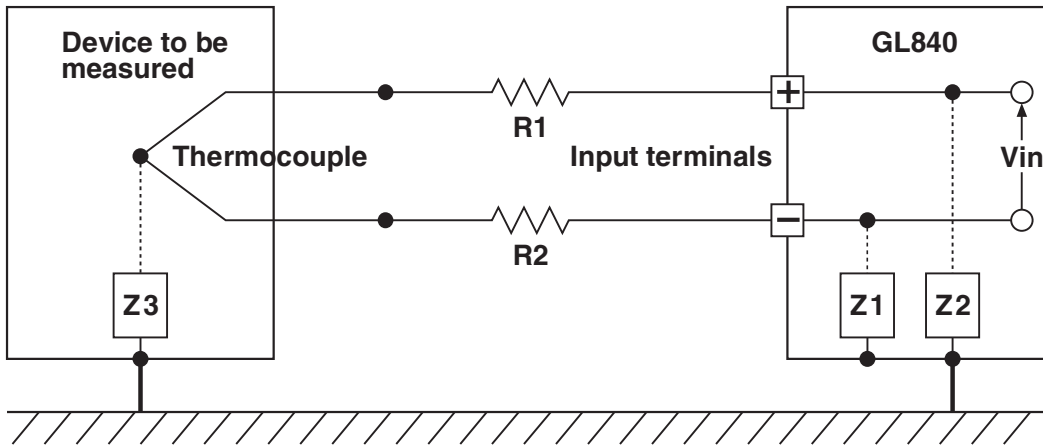 Device to be
measured
GL840
+
R1
Thermocouple
Input terminals
Vin
−
R2
Z3
Z1
Z2